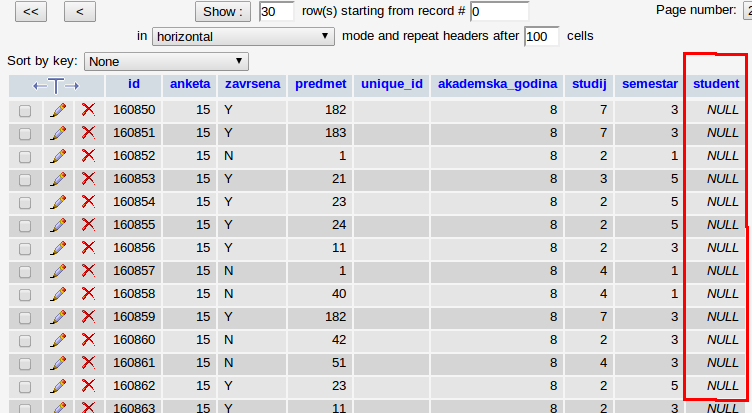 << < Show : 30 row(s) starting from record # 0 Page number: 2
in horizontal mode and repeat headers after 100 cells
Sort by key: None
id anketa zavrsena predmet unique_id akademska_godina studij semestar student
160850 15 Y 182 8 7 3 NULL
160851 15 Y 183 8 7 3 NULL
160852 15 N 1 8 2 1 NULL
160853 15 Y 21 8 3 5 NULL
160854 15 Y 23 8 2 5 NULL
160855 15 Y 24 8 2 5 NULL
160856 15 Y 11 8 2 3 NULL
160857 15 N 1 8 4 1 NULL
160858 15 N 40 8 4 1 NULL
160859 15 Y 182 8 7 3 NULL
160860 15 N 42 8 2 3 NULL
160861 15 N 51 8 4 3 NULL
160862 15 Y 23 8 2 5 NULL
160863 15 Y 11 8 2 3 NULL